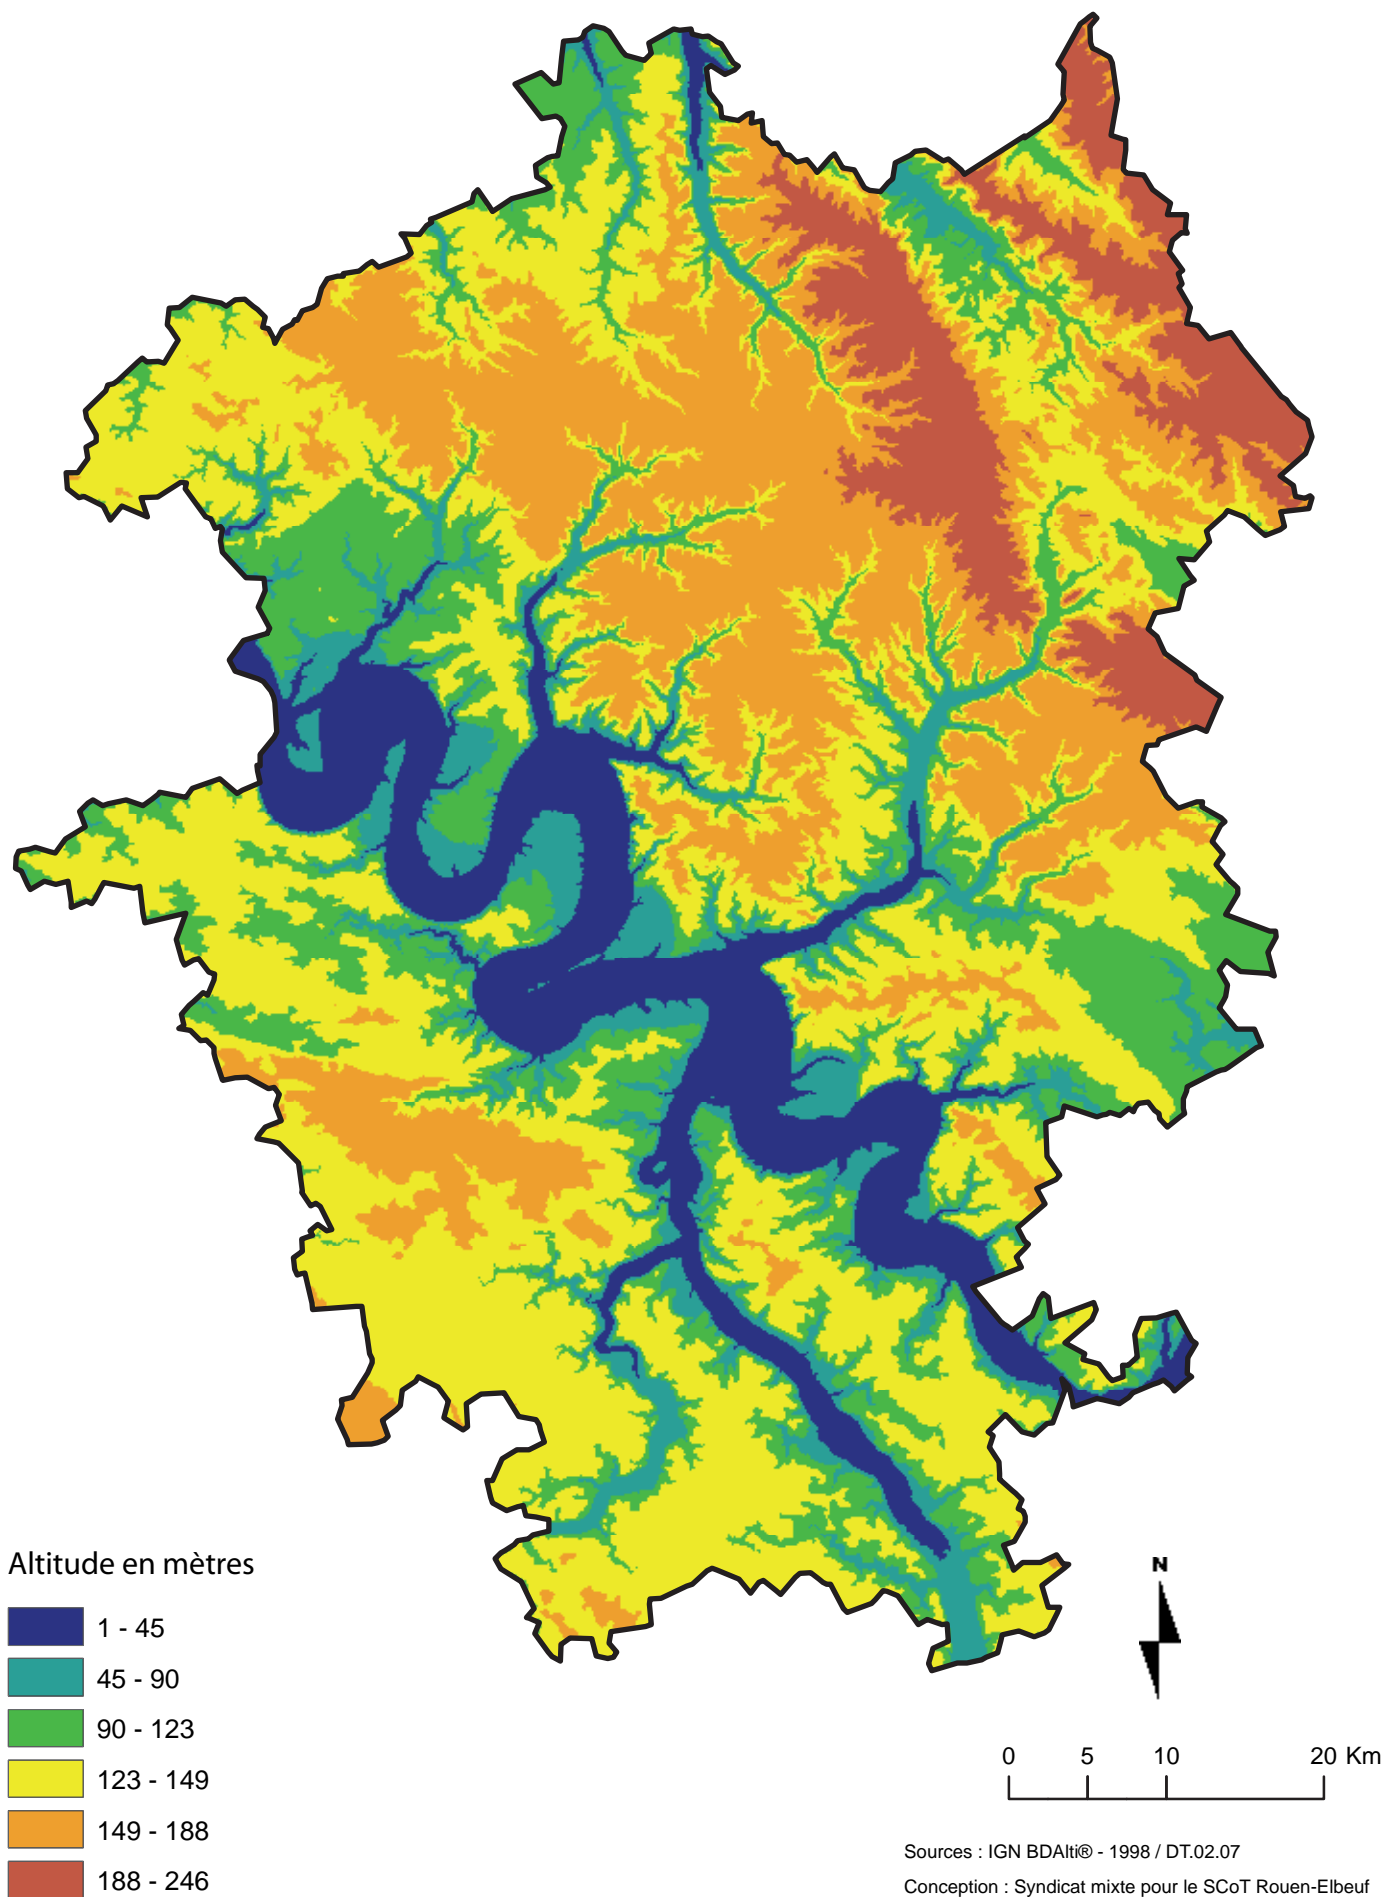 Altitude en mètres
1 - 45
45 - 90
90 - 123
123 - 149
149 - 188
188 - 246
N
0 5 10 20 Km
Sources : IGN BDAlti® - 1998 / DT.02.07
Conception : Syndicat mixte pour le SCoT Rouen-Elbeuf